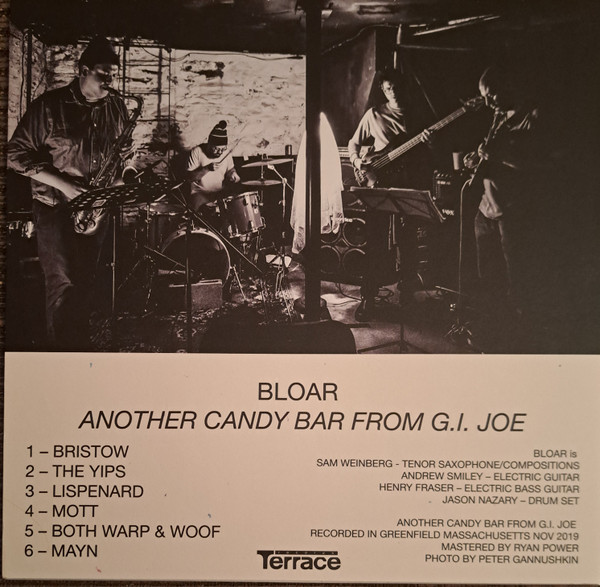 BLOAR
ANOTHER CANDY BAR FROM G.I. JOE
1 – BRISTOW
2 – THE YIPS
3 – LISPENARD
4 – MOTT
5 – BOTH WARP & WOOF
6 – MAYN
BLOAR is
SAM WEINBERG - TENOR SAXOPHONE/COMPOSITIONS
ANDREW SMILEY – ELECTRIC GUITAR
HENRY FRASER – ELECTRIC BASS GUITAR
JASON NAZARY – DRUM SET
ANOTHER CANDY BAR FROM G.I. JOE
RECORDED IN GREENFIELD MASSACHUSETTS NOV 2019
MASTERED BY RYAN POWER
PHOTO BY PETER GANNUSHKIN
Terrace